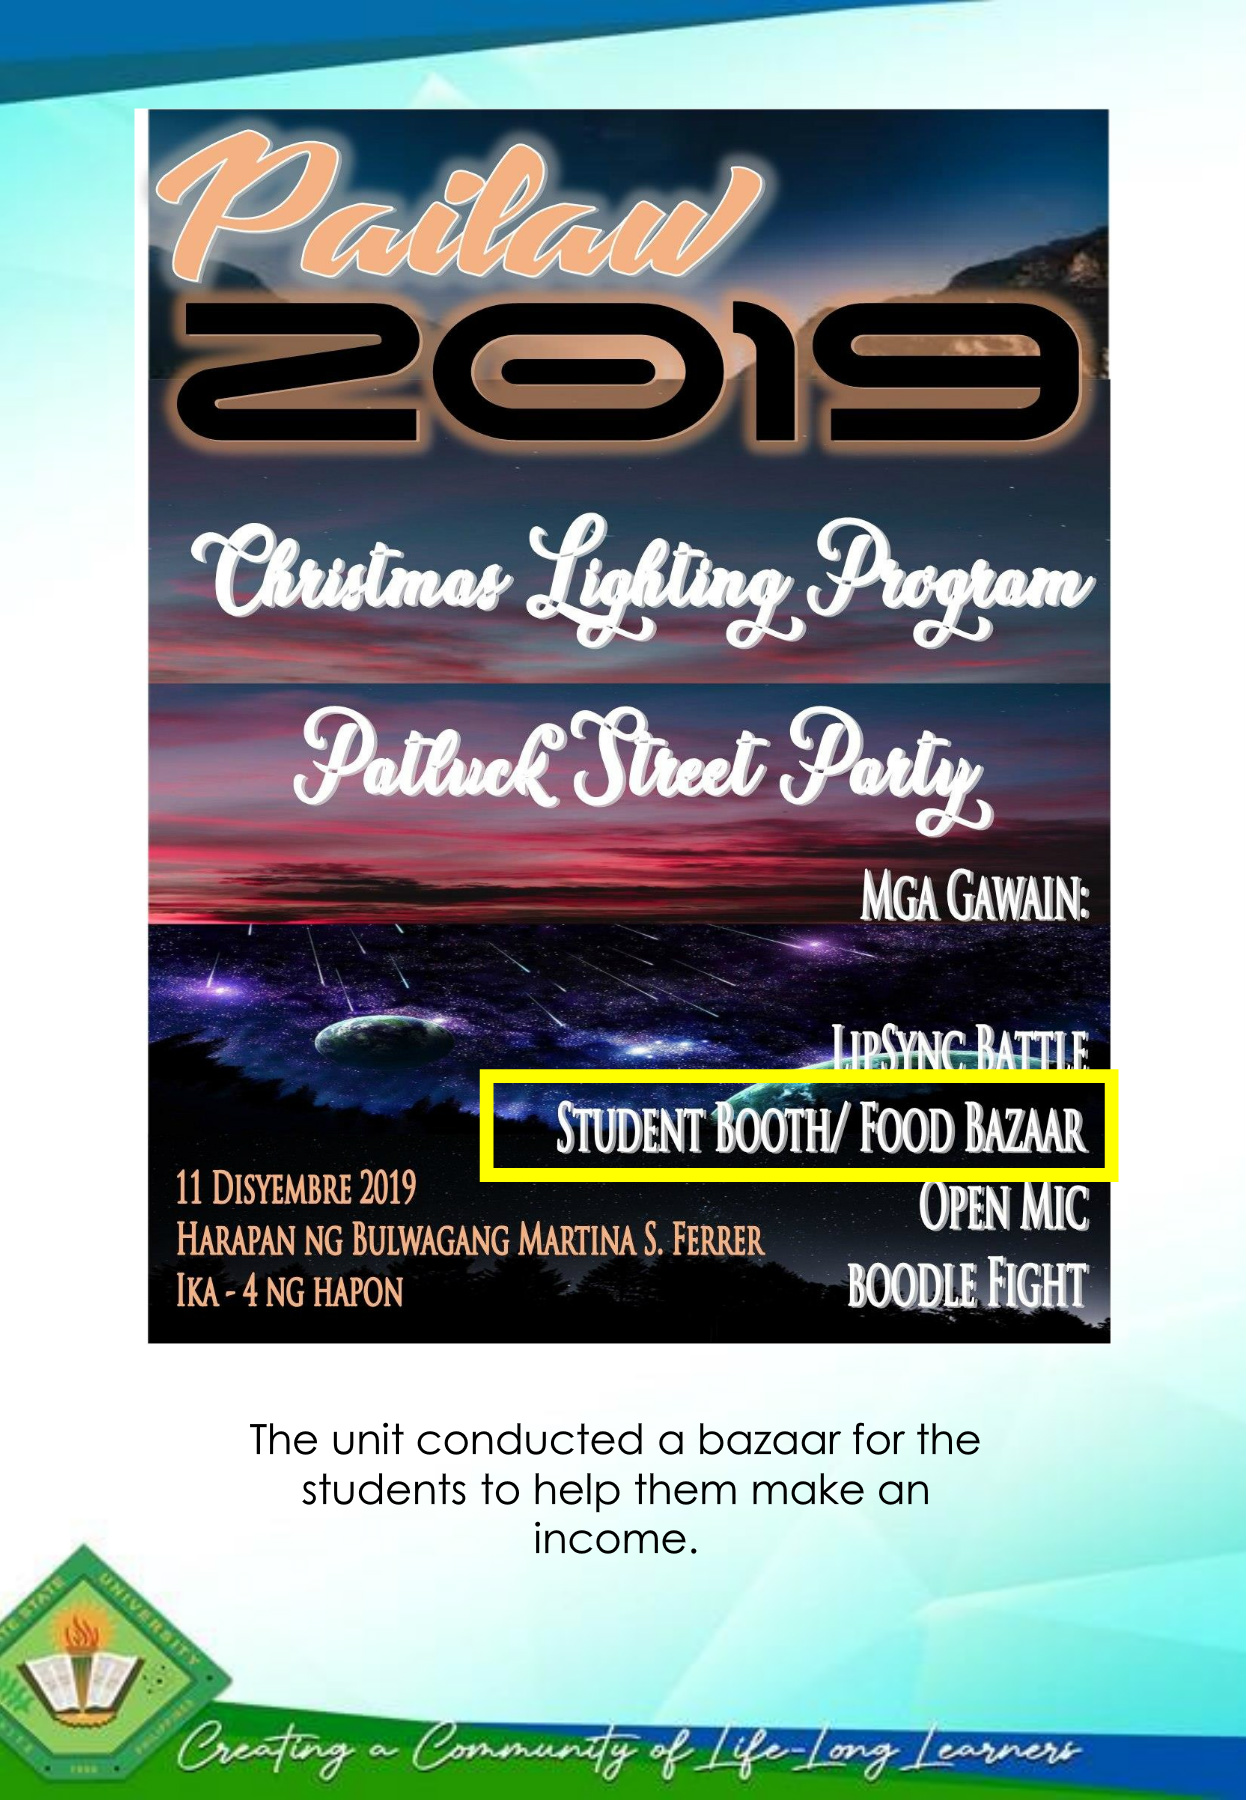 Pailaw
2019
Christmas Lighting Program
Patluck Street Party
MGA GAWAIN:
LIPSYNC BATTLE
STUDENT BOOTH/ FOOD BAZAAR
OPEN MIC
BOODLE FIGHT
11 DISYEMBRE 2019
HARAPAN NG BULWAGANG MARTINA S. FERRER
IKA - 4 NG HAPON
The unit conducted a bazaar for the
students to help them make an
income.
STATE UNIVERSITY
PHILIPPINES
Creating a Community of Life-Long Learners